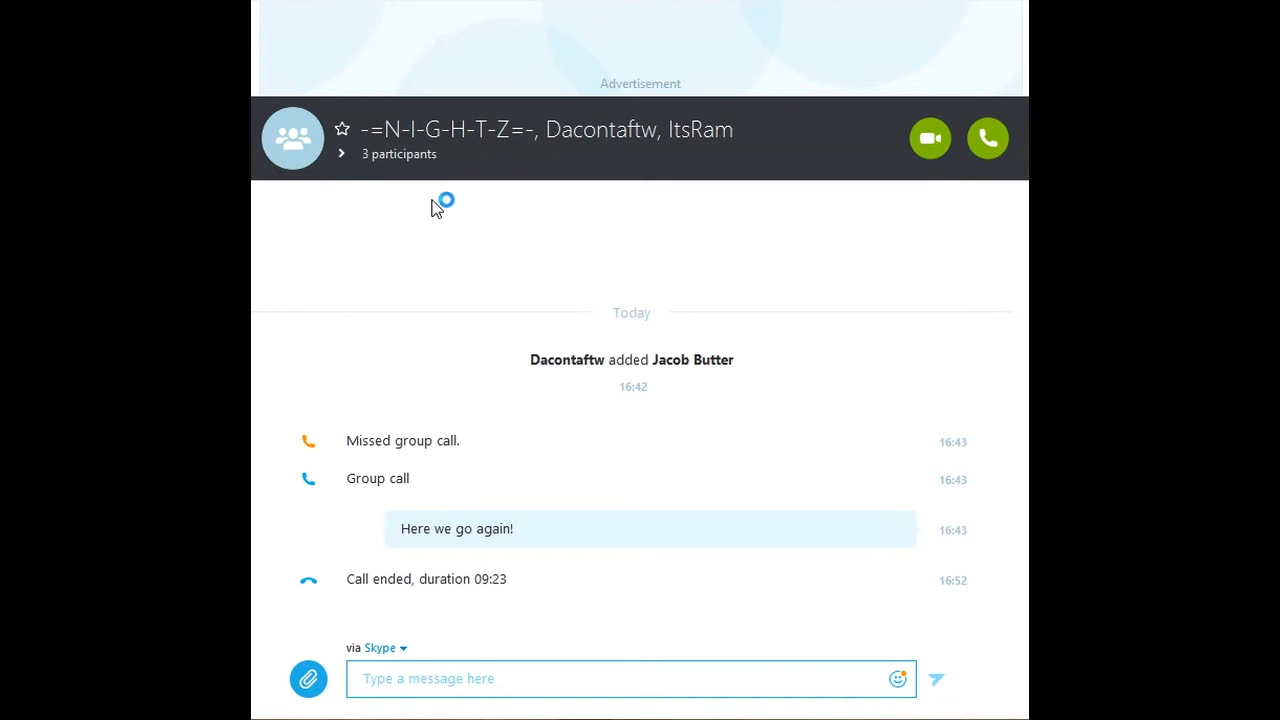 Advertisement
-=N-I-G-H-T-Z=-, Dacontaftw, ItsRam
3 participants
Today
Dacontaftw added Jacob Butter
16:42
Missed group call. 16:43
Group call 16:43
Here we go again! 16:43
Call ended, duration 09:23 16:52
via Skype
Type a message here